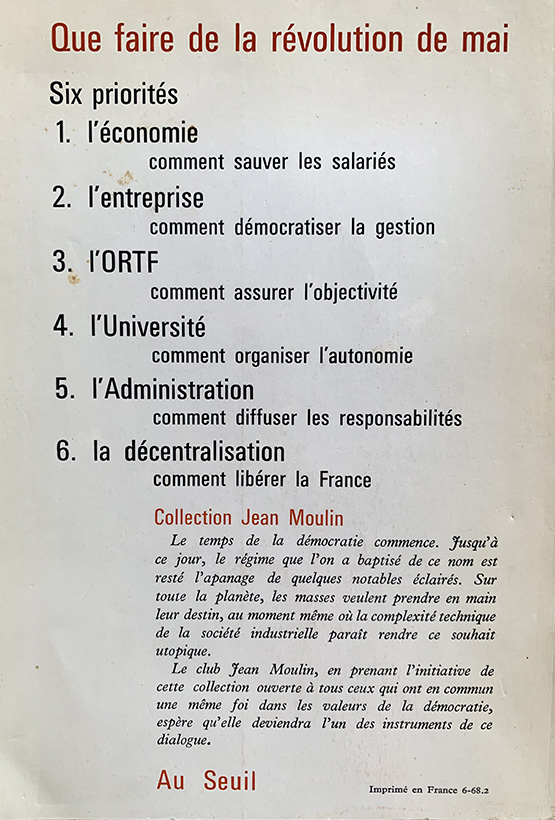 Que faire de la révolution de mai
Six priorités
1. l'économie
comment sauver les salariés
2. l'entreprise
comment démocratiser la gestion
3. l'ORTF
comment assurer l'objectivité
4. l'Université
comment organiser l'autonomie
5. l'Administration
comment diffuser les responsabilités
6. la décentralisation
comment libérer la France
Collection Jean Moulin
Le temps de la démocratie commence. Jusqu'à
ce jour, le régime que l'on a baptisé de ce nom est
resté l'apanage de quelques notables éclairés. Sur
toute la planète, les masses veulent prendre en main
leur destin, au moment même où la complexité technique
de la société industrielle paraît rendre ce souhait
utopique.
Le club Jean Moulin, en prenant l'initiative de
cette collection ouverte à tous ceux qui ont en commun
une même foi dans les valeurs de la démocratie,
espère qu'elle deviendra l'un des instruments de ce
dialogue.
Au Seuil
Imprimé en France 6-68.2